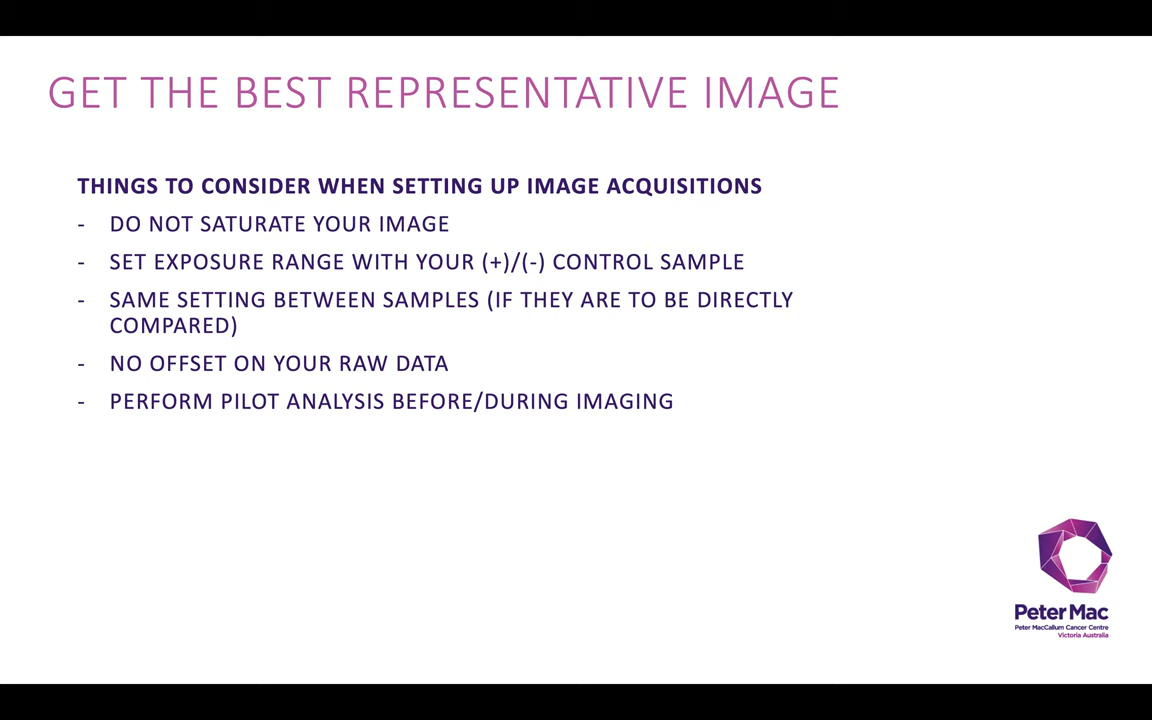 GET THE BEST REPRESENTATIVE IMAGE
THINGS TO CONSIDER WHEN SETTING UP IMAGE ACQUISITIONS
- DO NOT SATURATE YOUR IMAGE
- SET EXPOSURE RANGE WITH YOUR (+)/(-) CONTROL SAMPLE
- SAME SETTING BETWEEN SAMPLES (IF THEY ARE TO BE DIRECTLY
COMPARED)
- NO OFFSET ON YOUR RAW DATA
- PERFORM PILOT ANALYSIS BEFORE/DURING IMAGING
Peter Mac
Peter MacCallum Cancer Centre
Victoria Australia